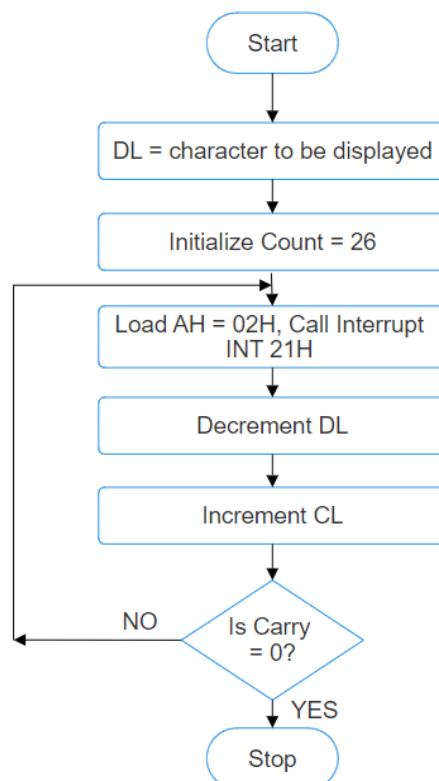 Start
DL = character to be displayed
Initialize Count = 26
Load AH = 02H, Call Interrupt
INT 21H
Decrement DL
Increment CL
Is Carry
= 0?
NO
YES
Stop